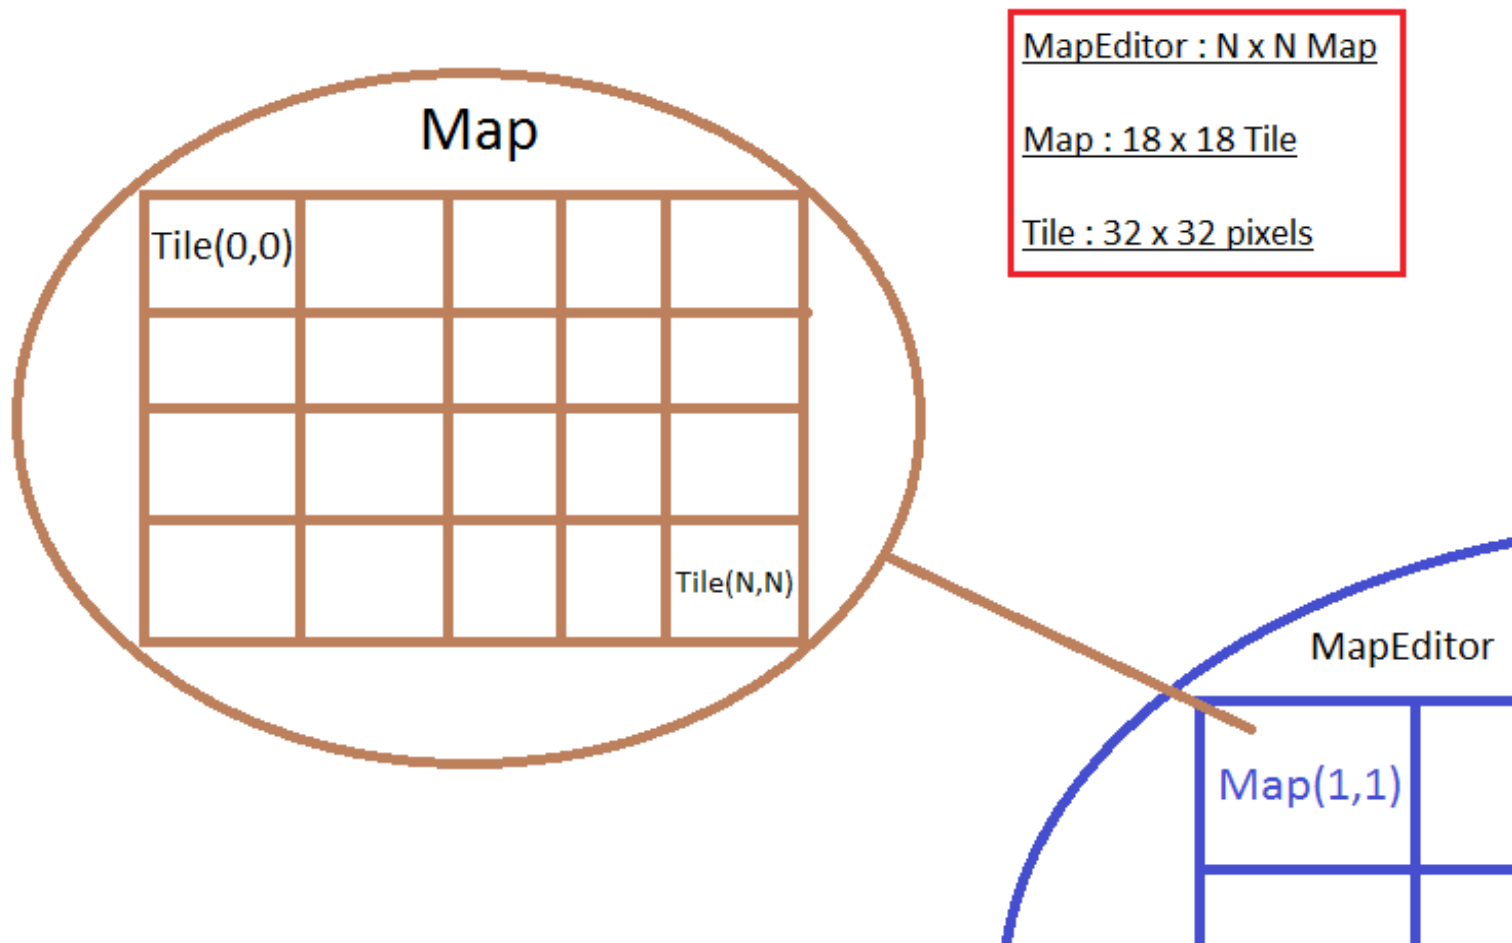 MapEditor : N x N Map
Map : 18 x 18 Tile
Tile : 32 x 32 pixels
Map
Tile(0,0)
Tile(N,N)
MapEditor
Map(1,1)